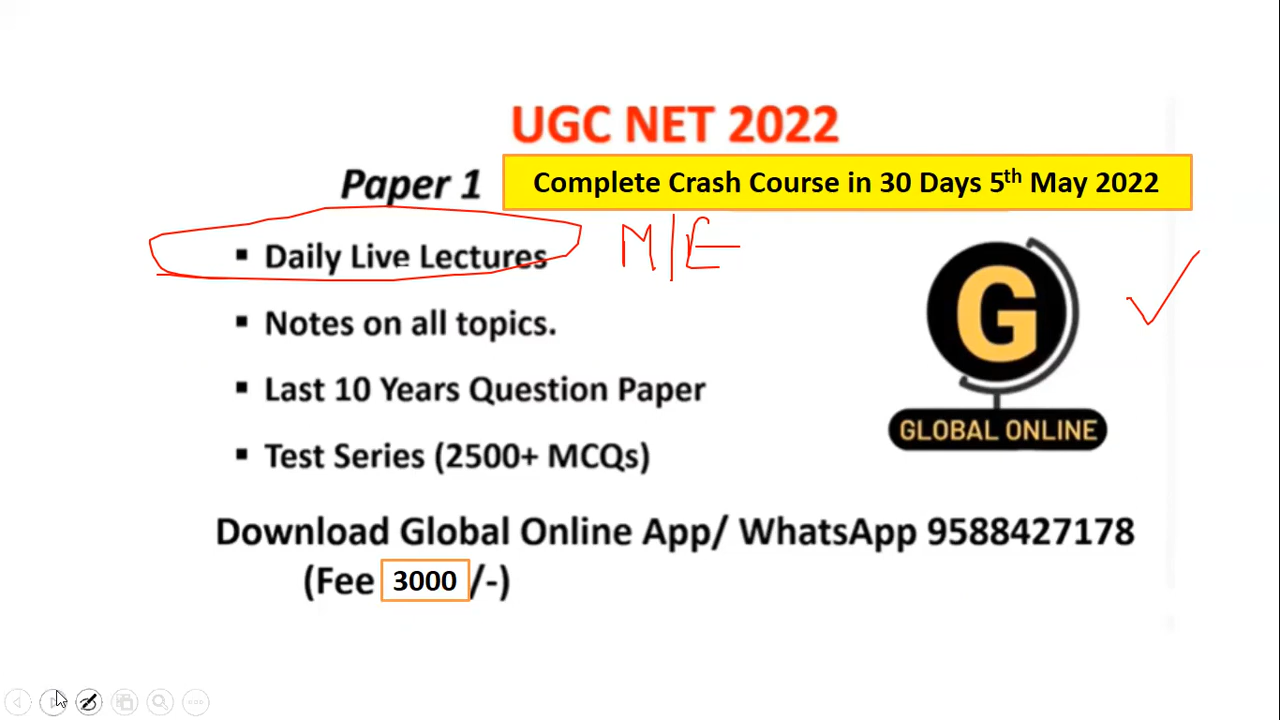 UGC NET 2022
Paper 1 Complete Crash Course in 30 Days 5th May 2022
▪ Daily Live Lectures M/E
▪ Notes on all topics.
▪ Last 10 Years Question Paper
▪ Test Series (2500+ MCQs)
G
GLOBAL ONLINE
Download Global Online App/ WhatsApp 9588427178
(Fee 3000/-)